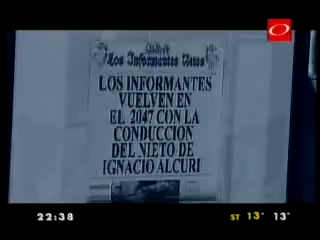 Los Informantes News
LOS INFORMANTES
VUELVEN EN
EL 2047 CON LA
CONDUCCION
DEL NIETO DE
IGNACIO ALCURI
22:38
ST 13° 13°